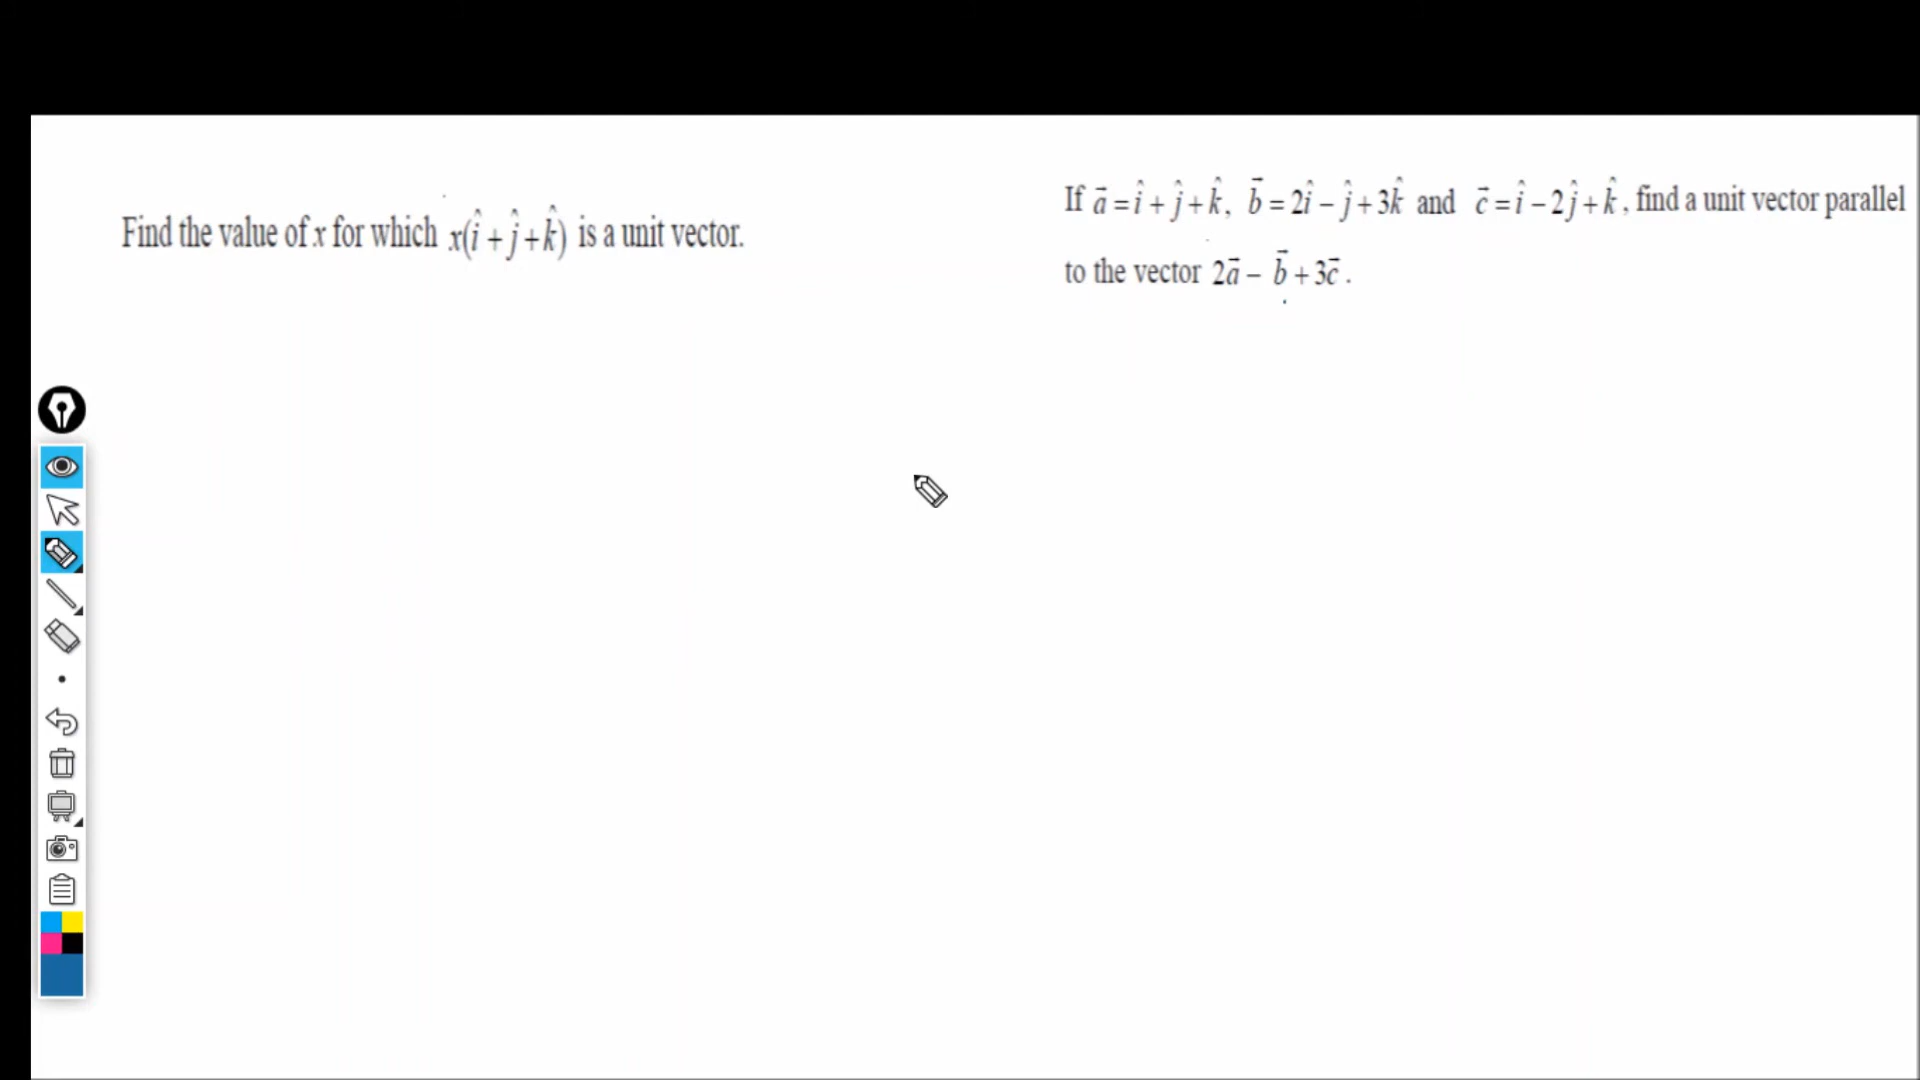 Find the value of x for which x(î + ĵ + k̂) is a unit vector.
If a⃗ = î + ĵ + k̂, b⃗ = 2î − ĵ + 3k̂ and c⃗ = î − 2ĵ + k̂, find a unit vector parallel
to the vector 2a⃗ − b⃗ + 3c⃗.